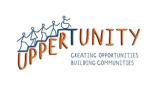 UPPERTUNITY
CREATING OPPORTUNITIES
BUILDING COMMUNITIES